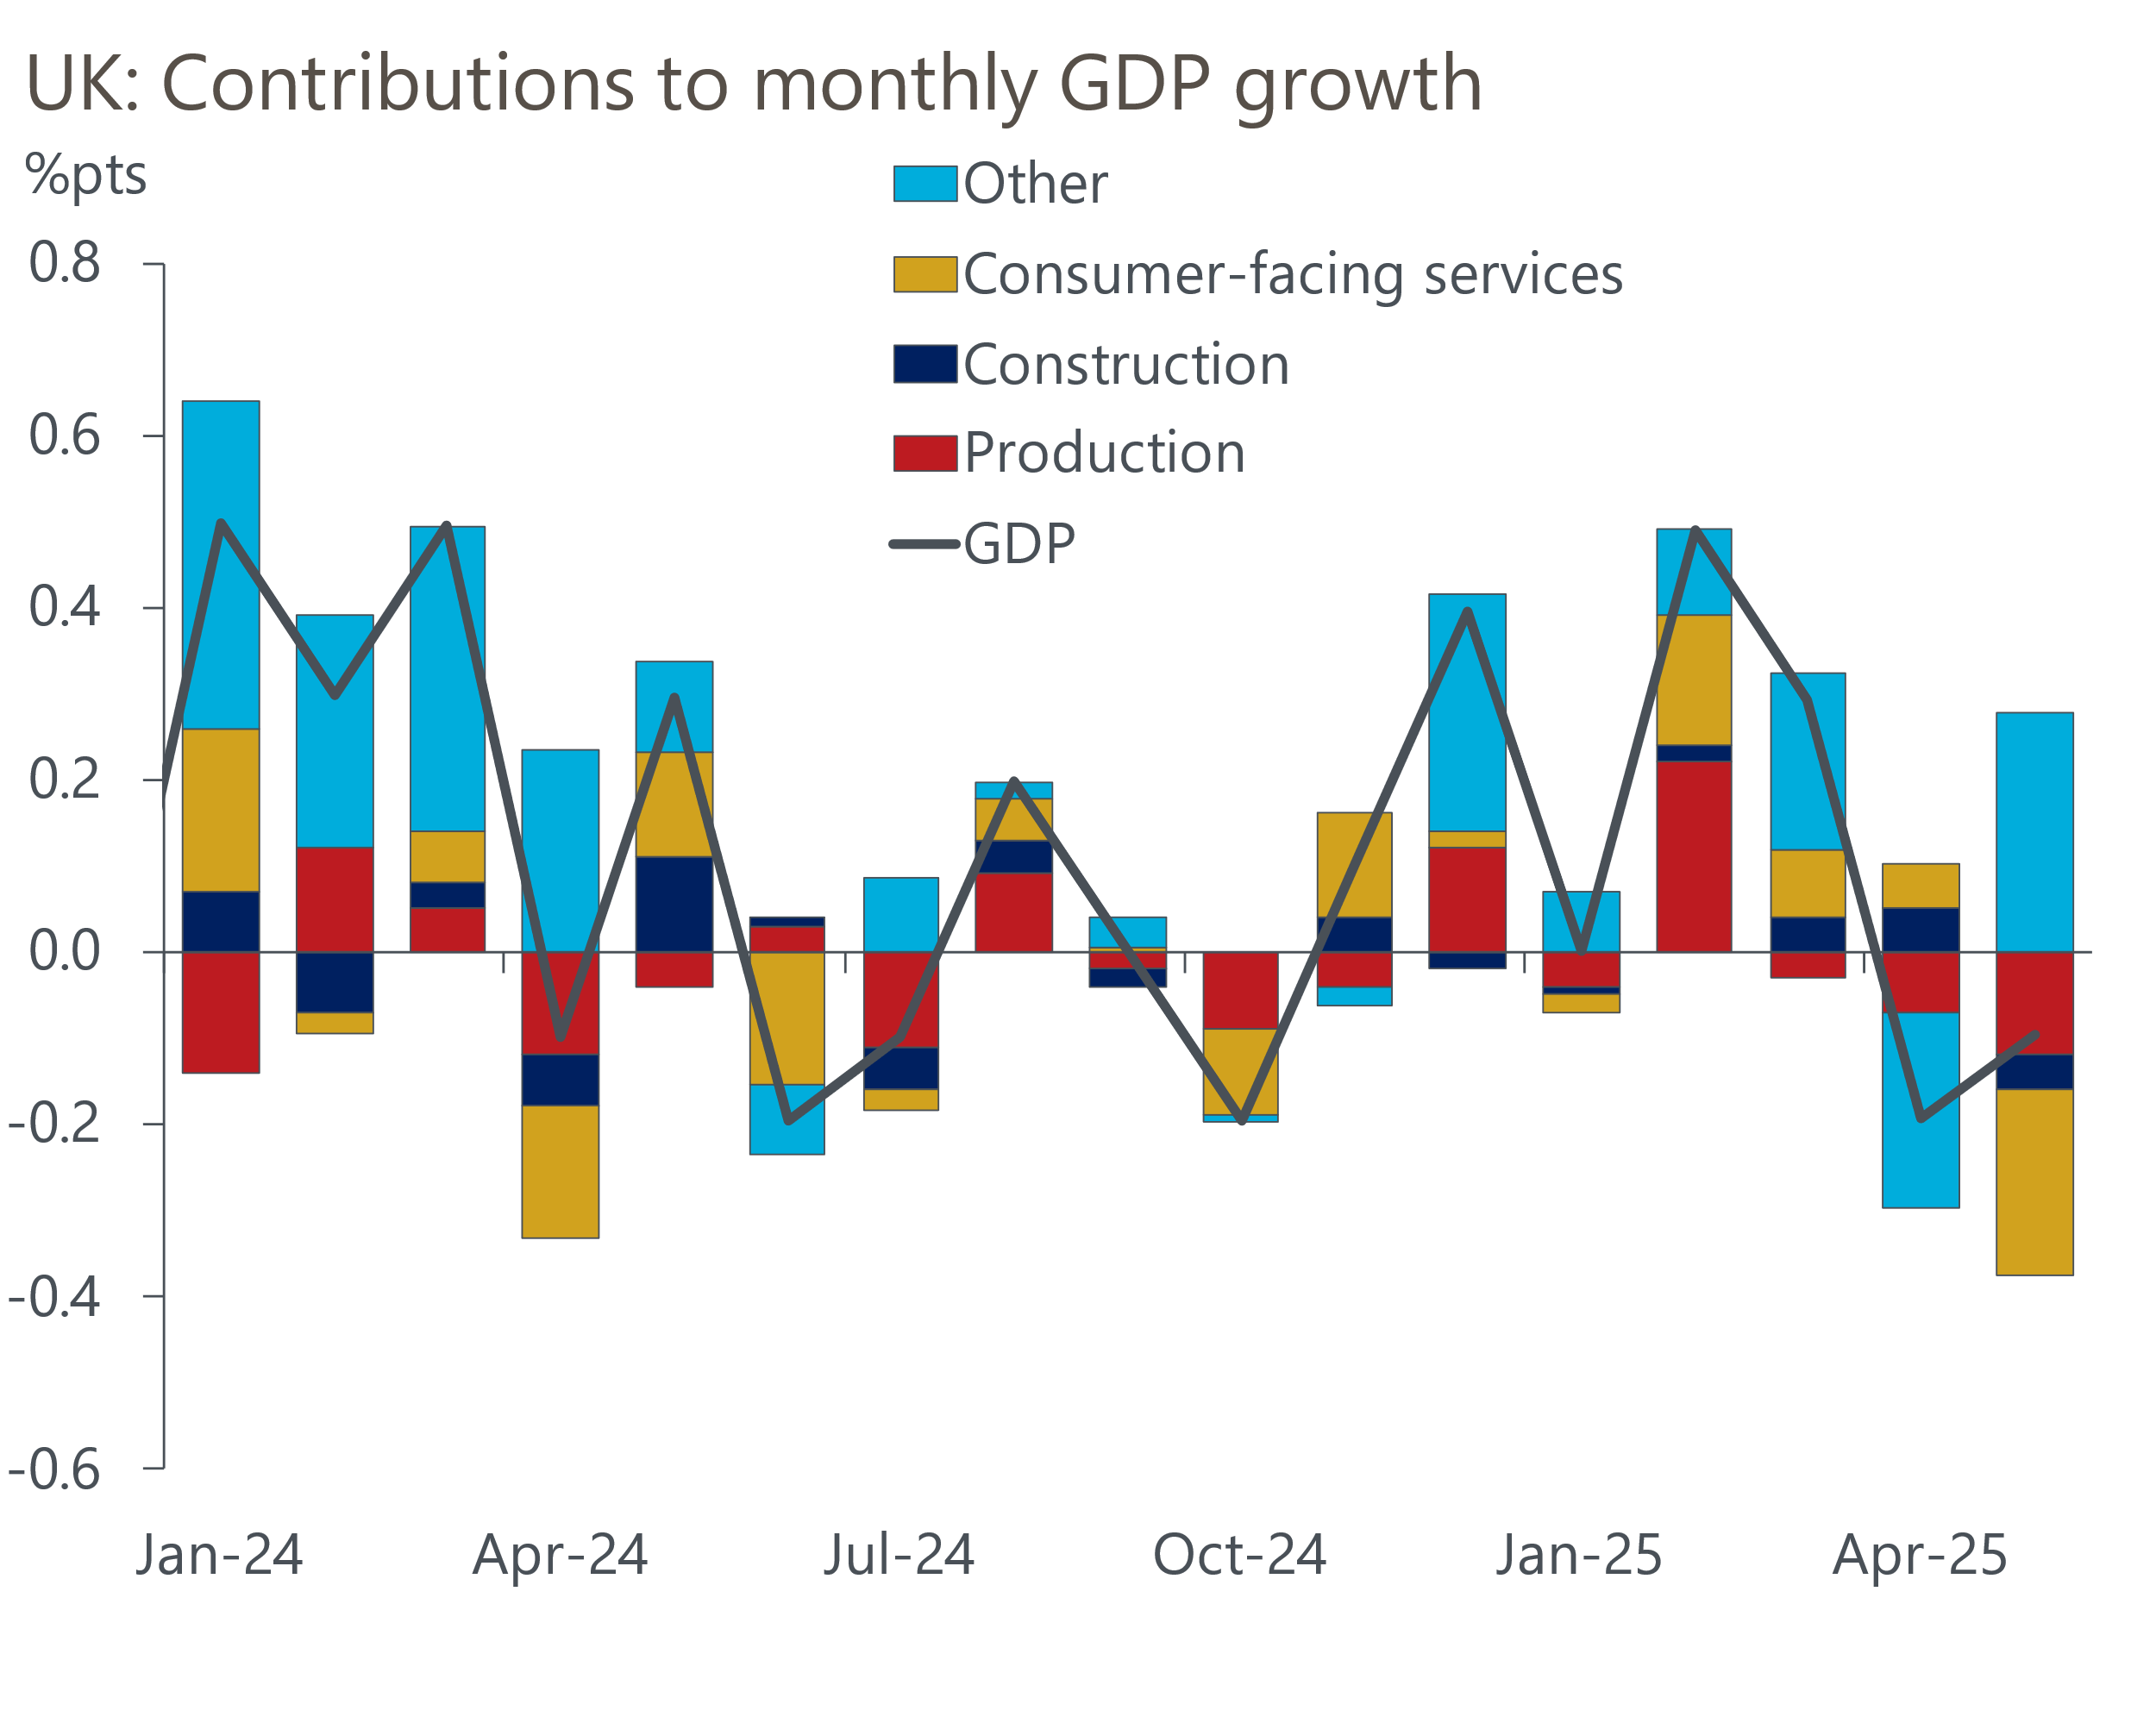 UK: Contributions to monthly GDP growth
%pts
Other
Consumer-facing services
Construction
Production
GDP
0.8
0.6
0.4
0.2
0.0
-0.2
-0.4
-0.6
Jan-24 Apr-24 Jul-24 Oct-24 Jan-25 Apr-25